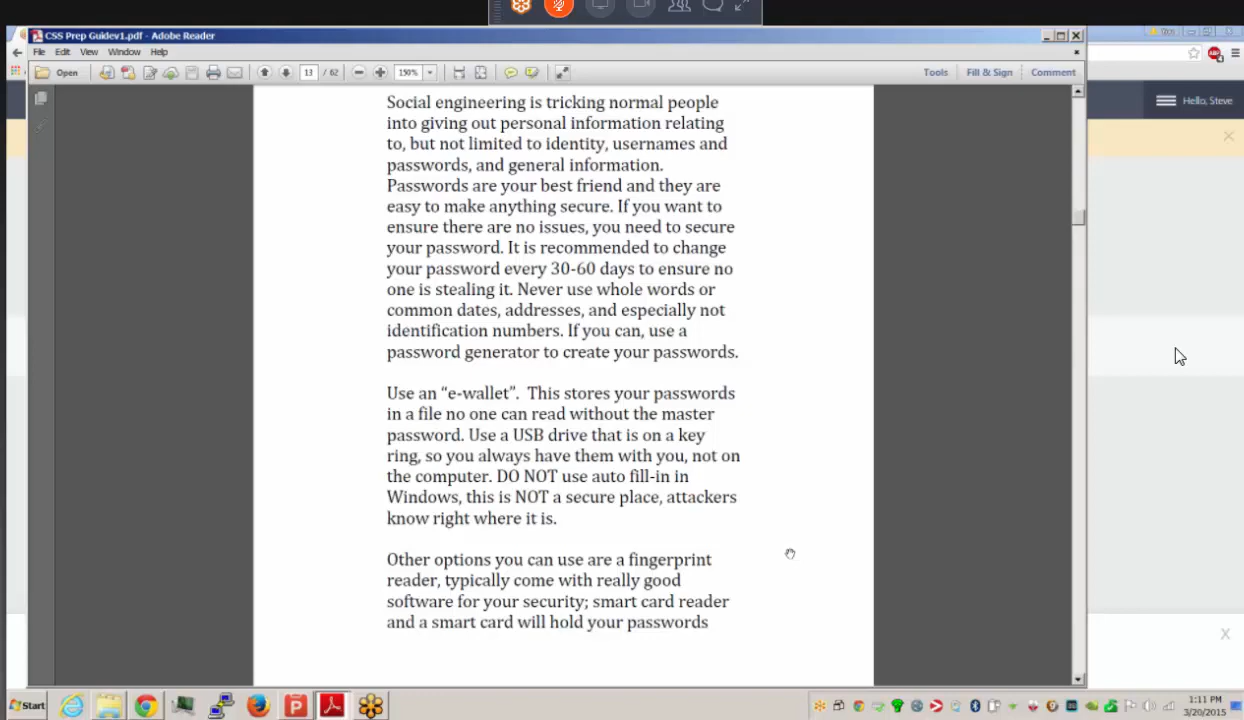 CSS Prep Guidev1.pdf - Adobe Reader
File Edit View Window Help
Open 13 / 62 150% Tools Fill & Sign Comment
Hello, Steve
Social engineering is tricking normal people
into giving out personal information relating
to, but not limited to identity, usernames and
passwords, and general information.
Passwords are your best friend and they are
easy to make anything secure. If you want to
ensure there are no issues, you need to secure
your password. It is recommended to change
your password every 30-60 days to ensure no
one is stealing it. Never use whole words or
common dates, addresses, and especially not
identification numbers. If you can, use a
password generator to create your passwords.
Use an “e-wallet”. This stores your passwords
in a file no one can read without the master
password. Use a USB drive that is on a key
ring, so you always have them with you, not on
the computer. DO NOT use auto fill-in in
Windows, this is NOT a secure place, attackers
know right where it is.
Other options you can use are a fingerprint
reader, typically come with really good
software for your security; smart card reader
and a smart card will hold your passwords
Start
1:11 PM
3/20/2015